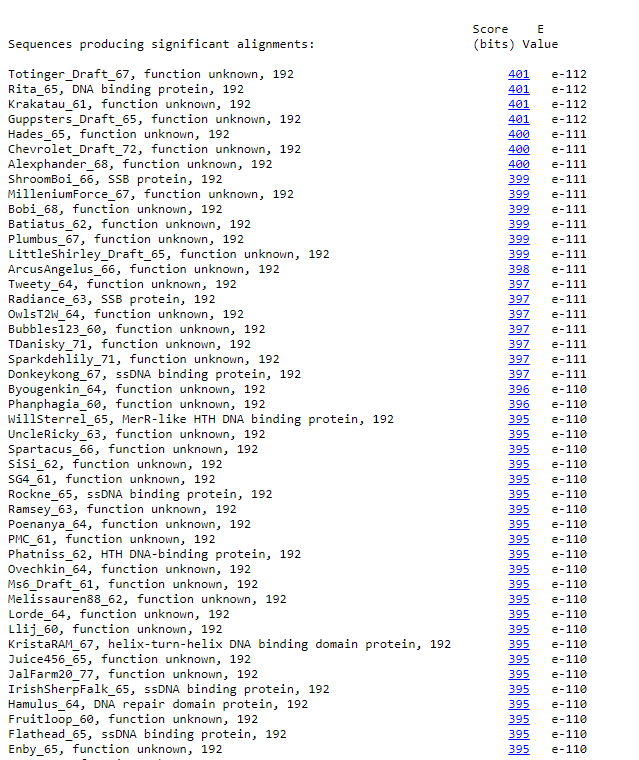 Score E
Sequences producing significant alignments: (bits) Value
Totinger_Draft_67, function unknown, 192 401 e-112
Rita_65, DNA binding protein, 192 401 e-112
Krakatau_61, function unknown, 192 401 e-112
Guppsters_Draft_65, function unknown, 192 401 e-112
Hades_65, function unknown, 192 400 e-111
Chevrolet_Draft_72, function unknown, 192 400 e-111
Alexphander_68, function unknown, 192 400 e-111
ShroomBoi_66, SSB protein, 192 399 e-111
MilleniumForce_67, function unknown, 192 399 e-111
Bobi_68, function unknown, 192 399 e-111
Batiatus_62, function unknown, 192 399 e-111
Plumbus_67, function unknown, 192 399 e-111
LittleShirley_Draft_65, function unknown, 192 399 e-111
ArcusAngelus_66, function unknown, 192 398 e-111
Tweety_64, function unknown, 192 397 e-111
Radiance_63, SSB protein, 192 397 e-111
OwlsT2W_64, function unknown, 192 397 e-111
Bubbles123_60, function unknown, 192 397 e-111
TDanisky_71, function unknown, 192 397 e-111
Sparkdehlily_71, function unknown, 192 397 e-111
Donkeykong_67, ssDNA binding protein, 192 397 e-111
Byougenkin_64, function unknown, 192 396 e-110
Phanphagia_60, function unknown, 192 396 e-110
WillSterrel_65, MerR-like HTH DNA binding protein, 192 395 e-110
UncleRicky_63, function unknown, 192 395 e-110
Spartacus_66, function unknown, 192 395 e-110
SiSi_62, function unknown, 192 395 e-110
SG4_61, function unknown, 192 395 e-110
Rockne_65, ssDNA binding protein, 192 395 e-110
Ramsey_63, function unknown, 192 395 e-110
Poenanya_64, function unknown, 192 395 e-110
PMC_61, function unknown, 192 395 e-110
Phatniss_62, HTH DNA-binding protein, 192 395 e-110
Ovechkin_64, function unknown, 192 395 e-110
Ms6_Draft_61, function unknown, 192 395 e-110
Melissauren88_62, function unknown, 192 395 e-110
Lorde_64, function unknown, 192 395 e-110
Llij_60, function unknown, 192 395 e-110
KristaRAM_67, helix-turn-helix DNA binding domain protein, 192 395 e-110
Juice456_65, function unknown, 192 395 e-110
JalFarm20_77, function unknown, 192 395 e-110
IrishSherpFalk_65, ssDNA binding protein, 192 395 e-110
Hamulus_64, DNA repair domain protein, 192 395 e-110
Fruitloop_60, function unknown, 192 395 e-110
Flathead_65, ssDNA binding protein, 192 395 e-110
Enby_65, function unknown, 192 395 e-110